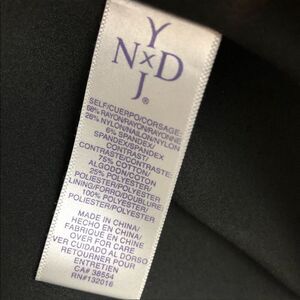 Y
N x D
J®
SELF/CUERPO/CORSAGE:
68% RAYON/RAYON/RAYONNE
26% NYLON/NAILON/NYLON
6% SPANDEX/
SPANDEX/SPANDEX
CONTRAST/
CONTRASTE/CONTRASTE:
75% COTTON/
ALGODON/COTON
25% POLYESTER/
POLIESTER/POLYESTER
LINING/FORRO/DOUBLURE
100% POLYESTER/
POLIESTER/POLYESTER
MADE IN CHINA/
HECHO EN CHINA/
FABRIQUÉ EN CHINE
OVER FOR CARE
VER CUIDADO AL DORSO
RETOURNER POUR
ENTRETIEN
CA# 38554
RN#132016